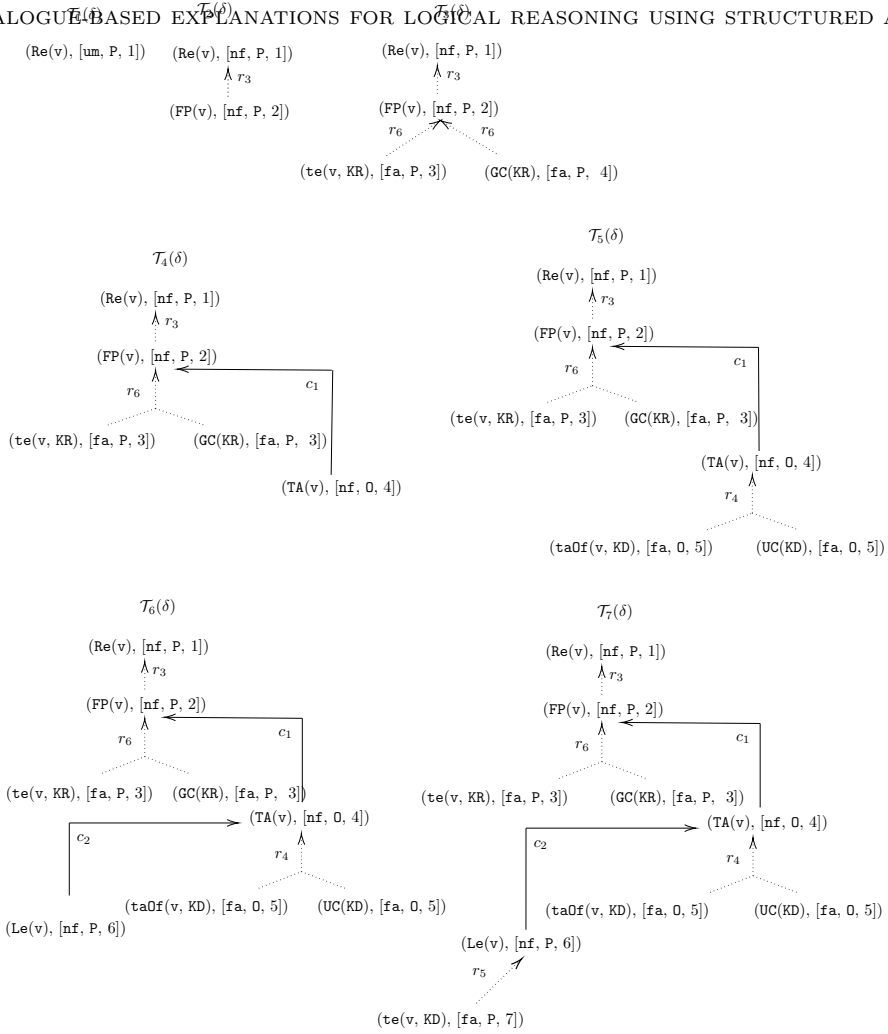 ALOGUE-BASED EXPLANATIONS FOR LOGICAL REASONING USING STRUCTURED A
𝒯₁(δ) 𝒯₂(δ) 𝒯₃(δ)
(Re(v), [um, P, 1]) (Re(v), [nf, P, 1]) (Re(v), [nf, P, 1])
r₃ r₃
(FP(v), [nf, P, 2]) (FP(v), [nf, P, 2])
r₆ r₆
(te(v, KR), [fa, P, 3]) (GC(KR), [fa, P, 4])
𝒯₄(δ)
(Re(v), [nf, P, 1])
r₃
(FP(v), [nf, P, 2])
r₆ c₁
(te(v, KR), [fa, P, 3]) (GC(KR), [fa, P, 3])
(TA(v), [nf, O, 4])
𝒯₅(δ)
(Re(v), [nf, P, 1])
r₃
(FP(v), [nf, P, 2])
r₆ c₁
(te(v, KR), [fa, P, 3]) (GC(KR), [fa, P, 3])
(TA(v), [nf, O, 4])
r₄
(taOf(v, KD), [fa, O, 5]) (UC(KD), [fa, O, 5])
𝒯₆(δ)
(Re(v), [nf, P, 1])
r₃
(FP(v), [nf, P, 2])
r₆ c₁
(te(v, KR), [fa, P, 3]) (GC(KR), [fa, P, 3])
(TA(v), [nf, O, 4])
c₂ r₄
(taOf(v, KD), [fa, O, 5]) (UC(KD), [fa, O, 5])
(Le(v), [nf, P, 6])
𝒯₇(δ)
(Re(v), [nf, P, 1])
r₃
(FP(v), [nf, P, 2])
r₆ c₁
(te(v, KR), [fa, P, 3]) (GC(KR), [fa, P, 3])
(TA(v), [nf, O, 4])
c₂ r₄
(taOf(v, KD), [fa, O, 5]) (UC(KD), [fa, O, 5])
(Le(v), [nf, P, 6])
r₅
(te(v, KD), [fa, P, 7])